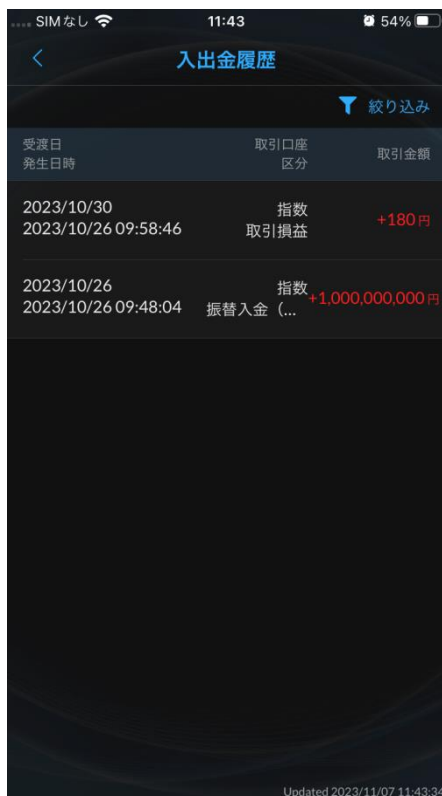 SIMなし 11:43 54%
入出金履歴
絞り込み
受渡日 取引口座
発生日時 区分 取引金額
2023/10/30 指数
2023/10/26 09:58:46 取引損益 +180円
2023/10/26 指数
2023/10/26 09:48:04 振替入金（... +1,000,000,000円
Updated 2023/11/07 11:43:34